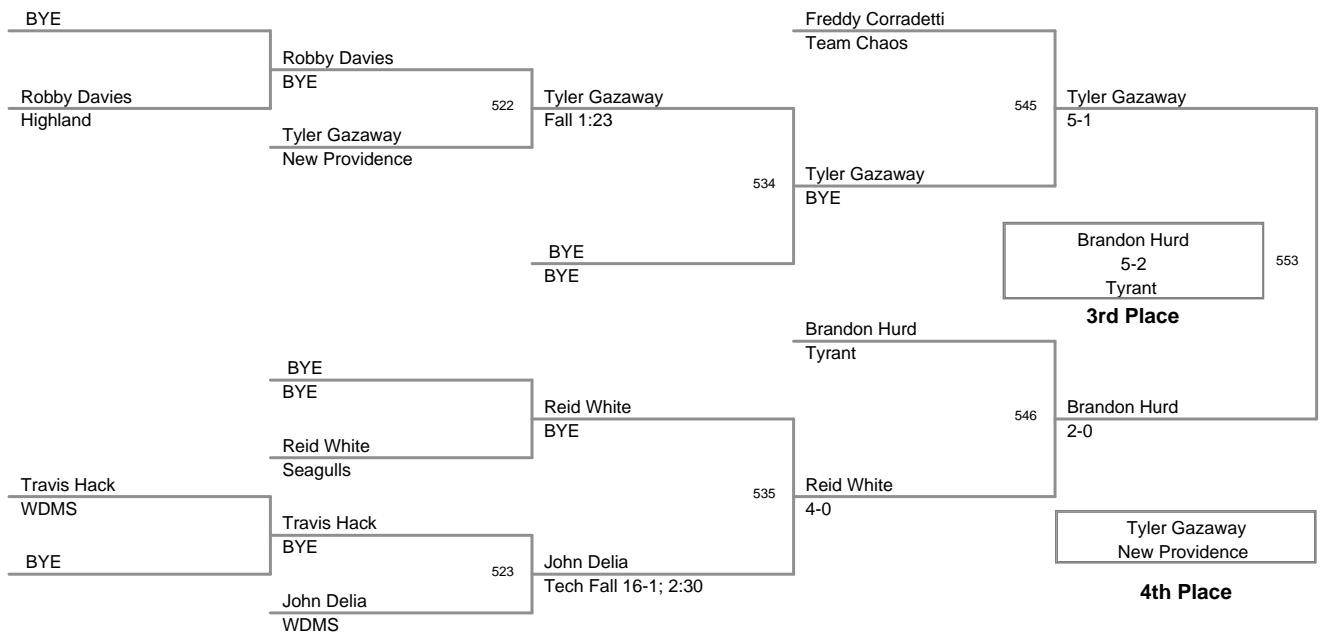 BYE
Freddy Corradetti
Team Chaos
Robby Davies
BYE
Robby Davies
Highland
522
Tyler Gazaway
Fall 1:23
545
Tyler Gazaway
5-1
Tyler Gazaway
New Providence
534
Tyler Gazaway
BYE
BYE
BYE
Brandon Hurd
5-2
Tyrant
553
3rd Place
Brandon Hurd
Tyrant
BYE
BYE
Reid White
BYE
546
Brandon Hurd
2-0
Reid White
Seagulls
Travis Hack
WDMS
535
Reid White
4-0
Travis Hack
BYE
Tyler Gazaway
New Providence
BYE
523
John Delia
Tech Fall 16-1; 2:30
4th Place
John Delia
WDMS